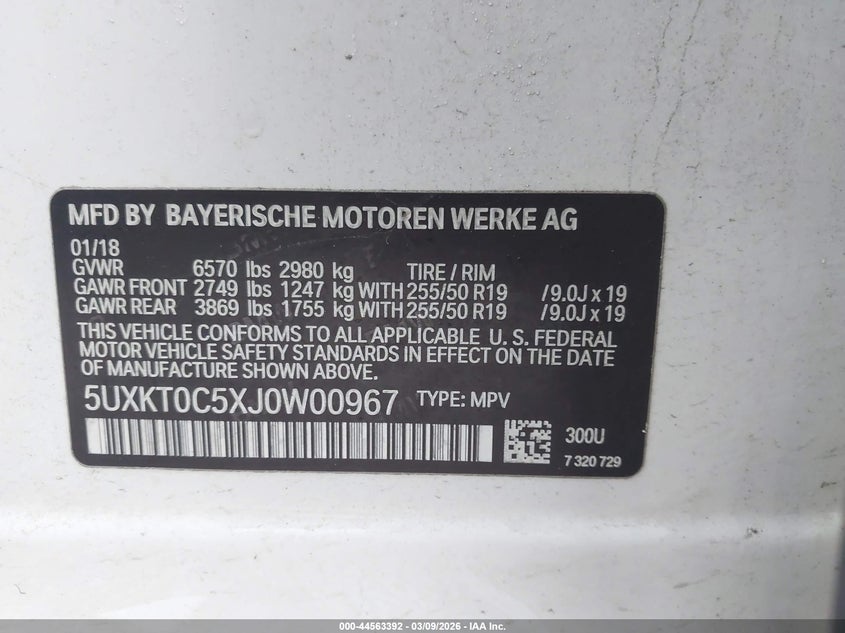 MFD BY BAYERISCHE MOTOREN WERKE AG
01/18
GVWR 6570 lbs 2980 kg TIRE / RIM
GAWR FRONT 2749 lbs 1247 kg WITH 255/50 R19 / 9.0J x 19
GAWR REAR 3869 lbs 1755 kg WITH 255/50 R19 / 9.0J x 19
THIS VEHICLE CONFORMS TO ALL APPLICABLE U. S. FEDERAL
MOTOR VEHICLE SAFETY STANDARDS IN EFFECT ON THE DATE
OF MANUFACTURE SHOWN ABOVE.
5UXKT0C5XJ0W00967 TYPE: MPV
300U
7 320 729
000-44563392 - 03/09/2026 - IAA Inc.